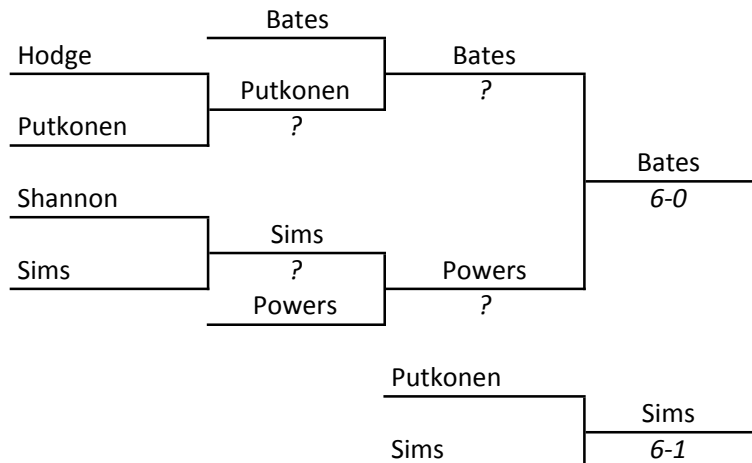 Bates
Hodge
Bates
Putkonen
?
?
Putkonen
Bates
6-0
Shannon
Sims
?
Sims
Powers
?
Powers
Putkonen
Sims
6-1
Sims